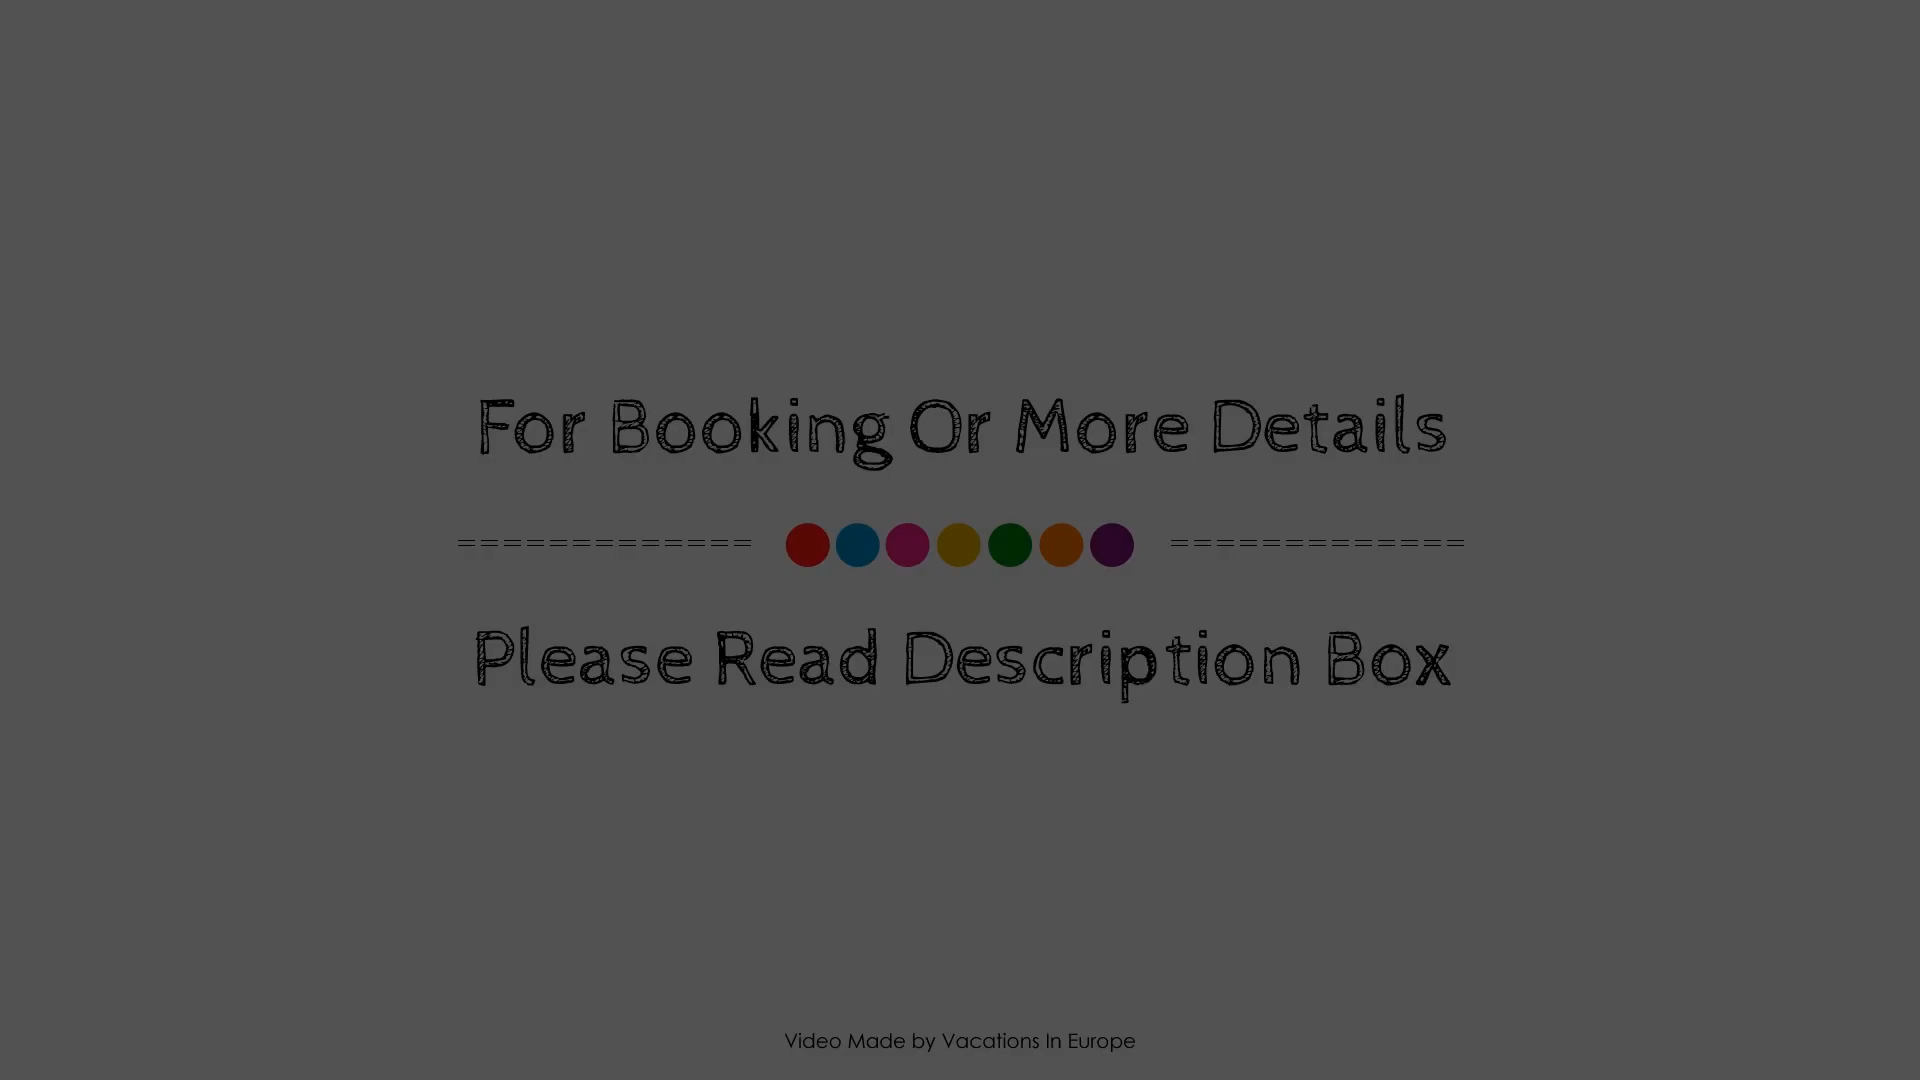 For Booking Or More Details
============= =============
Please Read Description Box
Video Made by Vacations In Europe